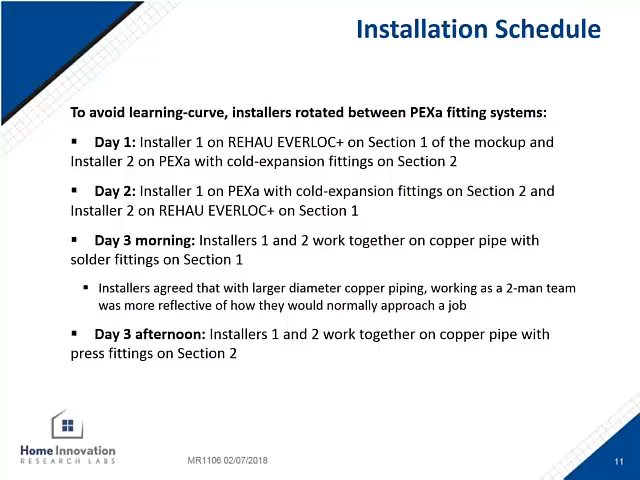 Installation Schedule
To avoid learning-curve, installers rotated between PEXa fitting systems:
▪ Day 1: Installer 1 on REHAU EVERLOC+ on Section 1 of the mockup and
Installer 2 on PEXa with cold-expansion fittings on Section 2
▪ Day 2: Installer 1 on PEXa with cold-expansion fittings on Section 2 and
Installer 2 on REHAU EVERLOC+ on Section 1
▪ Day 3 morning: Installers 1 and 2 work together on copper pipe with
solder fittings on Section 1
▪ Installers agreed that with larger diameter copper piping, working as a 2-man team
was more reflective of how they would normally approach a job
▪ Day 3 afternoon: Installers 1 and 2 work together on copper pipe with
press fittings on Section 2
Home Innovation
RESEARCH LABS
MR1106 02/07/2018
11